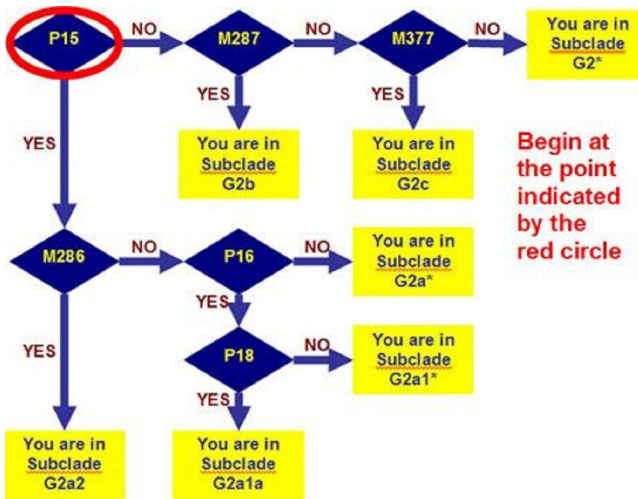 P15
NO
M287
NO
M377
NO
You are in
Subclade
G2*
YES
YES
YES
You are in
Subclade
G2b
You are in
Subclade
G2c
Begin at
the point
indicated
by the
red circle
M286
NO
P16
NO
You are in
Subclade
G2a*
YES
YES
P18
NO
You are in
Subclade
G2a1*
YES
You are in
Subclade
G2a2
You are in
Subclade
G2a1a